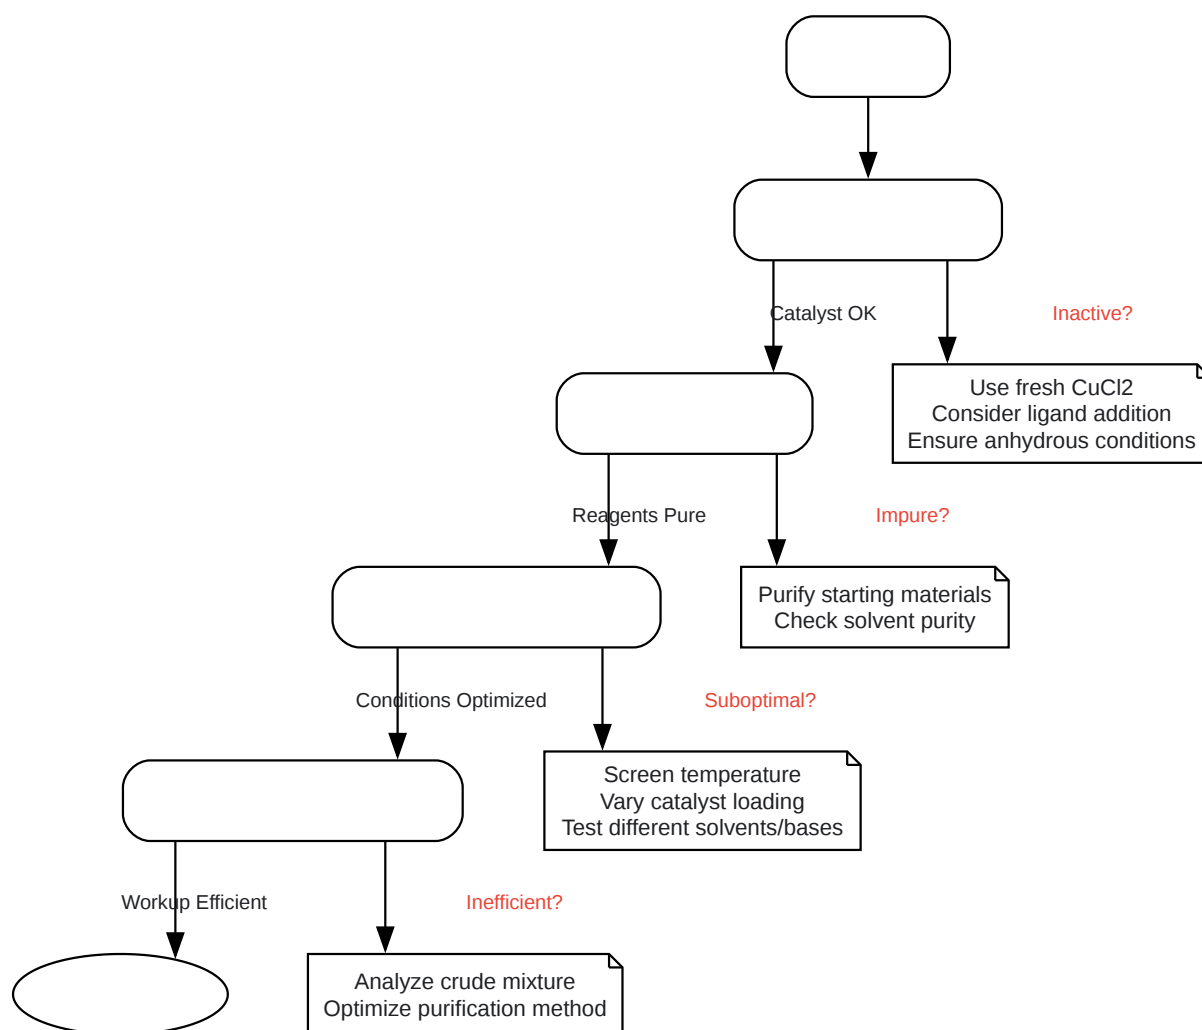 Catalyst OK
Inactive?
Use fresh CuCl2
Consider ligand addition
Ensure anhydrous conditions
Reagents Pure
Impure?
Purify starting materials
Check solvent purity
Conditions Optimized
Suboptimal?
Screen temperature
Vary catalyst loading
Test different solvents/bases
Workup Efficient
Inefficient?
Analyze crude mixture
Optimize purification method